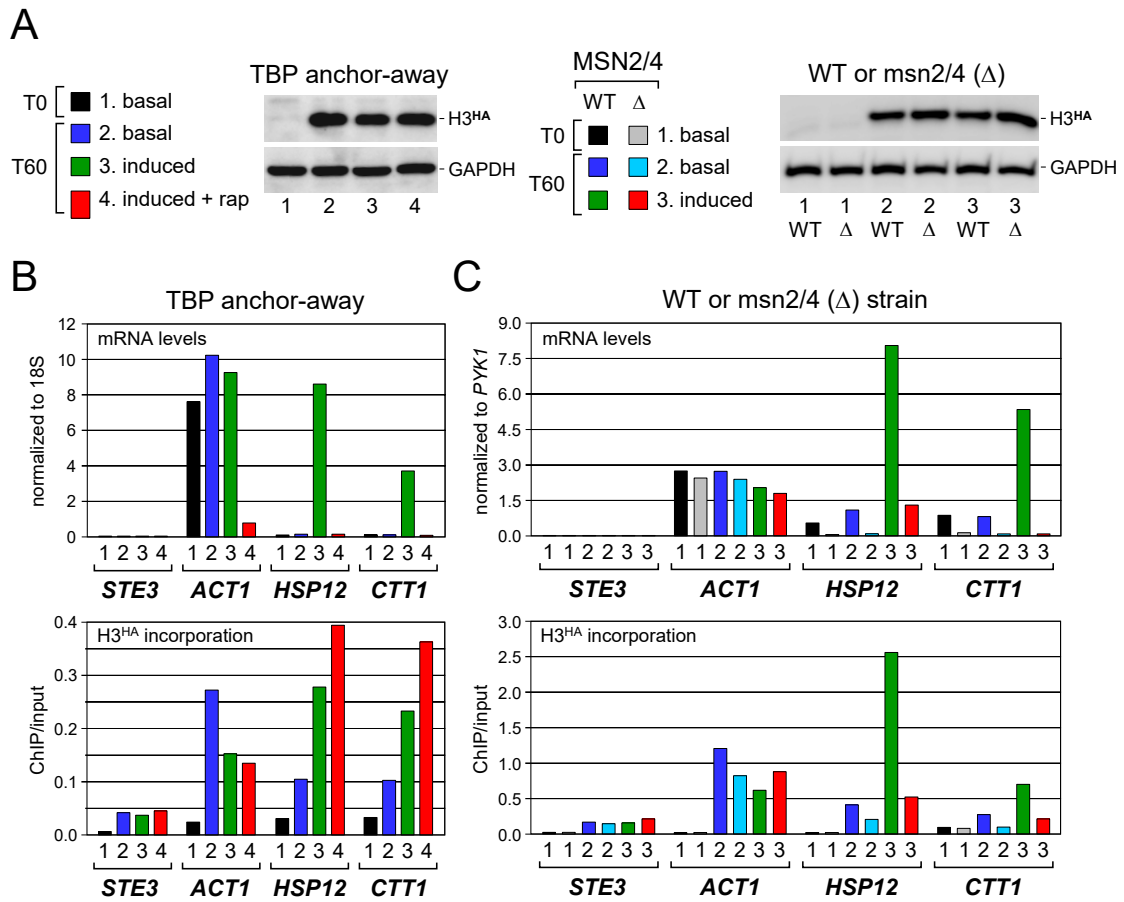 A
TBP anchor-away
T0
1. basal
T60
2. basal
3. induced
4. induced + rap
H3HA
GAPDH
1 2 3 4
MSN2/4
WT Δ
T0
1. basal
T60
2. basal
3. induced
WT or msn2/4 (Δ)
H3HA
GAPDH
1 1 2 2 3 3
WT Δ WT Δ WT Δ
B
TBP anchor-away
mRNA levels
normalized to 18S
12
10
8
6
4
2
0
1 2 3 4 1 2 3 4 1 2 3 4 1 2 3 4
STE3 ACT1 HSP12 CTT1
H3HA incorporation
ChIP/input
0.4
0.3
0.2
0.1
0.0
1 2 3 4 1 2 3 4 1 2 3 4 1 2 3 4
STE3 ACT1 HSP12 CTT1
C
WT or msn2/4 (Δ) strain
mRNA levels
normalized to PYK1
9.0
7.5
6.0
4.5
3.0
1.5
0.0
1 1 2 2 3 3 1 1 2 2 3 3 1 1 2 2 3 3 1 1 2 2 3 3
STE3 ACT1 HSP12 CTT1
H3HA incorporation
ChIP/input
3.0
2.5
2.0
1.5
1.0
0.5
0.0
1 1 2 2 3 3 1 1 2 2 3 3 1 1 2 2 3 3 1 1 2 2 3 3
STE3 ACT1 HSP12 CTT1